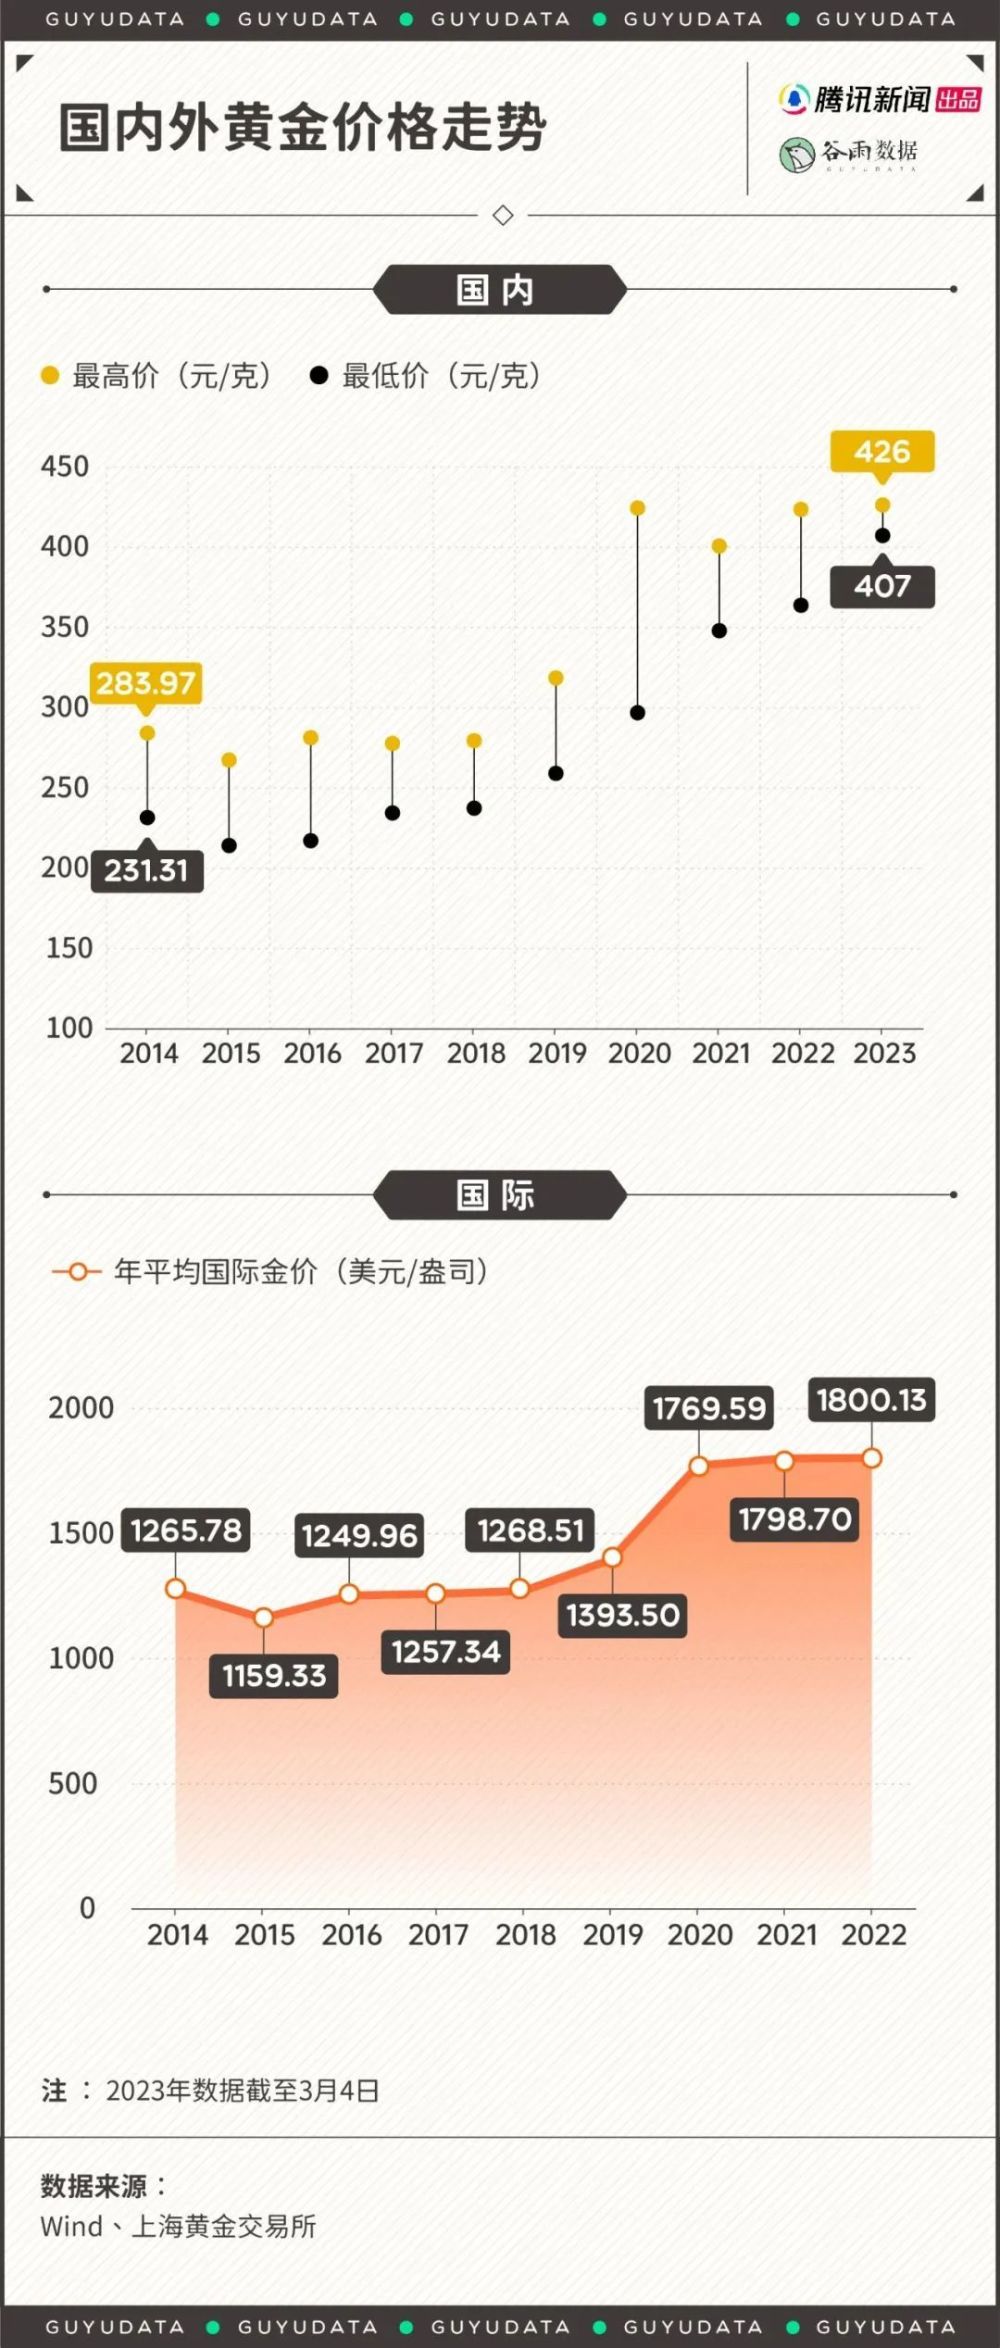 GUYUDATA GUYUDATA GUYUDATA GUYUDATA GUYUDATA
国内外黄金价格走势
腾讯新闻 出品
谷雨数据
GUYUDATA
国内
最高价（元/克） 最低价（元/克）
426
450
400
407
350
283.97
300
250
200
231.31
150
100
2014 2015 2016 2017 2018 2019 2020 2021 2022 2023
国际
年平均国际金价（美元/盎司）
2000
1769.59
1800.13
1500
1265.78
1249.96
1268.51
1798.70
1393.50
1000
1159.33
1257.34
500
0
2014 2015 2016 2017 2018 2019 2020 2021 2022
注：2023年数据截至3月4日
数据来源：
Wind、上海黄金交易所
GUYUDATA GUYUDATA GUYUDATA GUYUDATA GUYUDATA